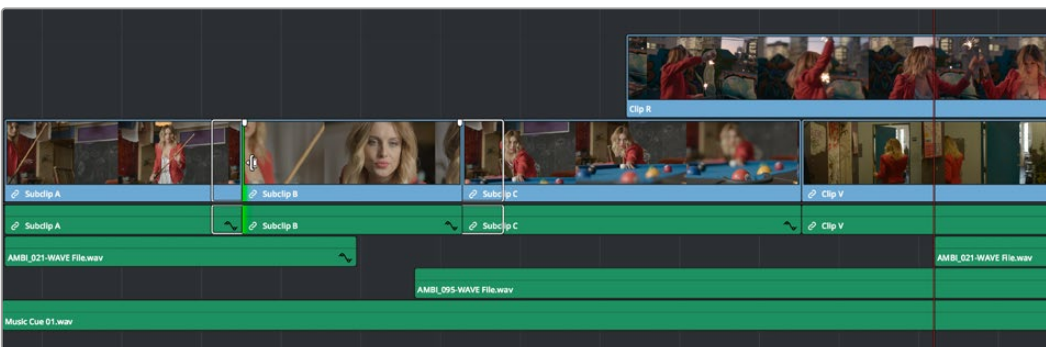 Clip R
Subclip A
Subclip B
Subclip C
Clip V
Subclip A
Subclip B
Subclip C
Clip V
AMBI_021-WAVE File.wav
AMBI_021-WAVE File.wav
AMBI_095-WAVE File.wav
Music Cue 01.wav